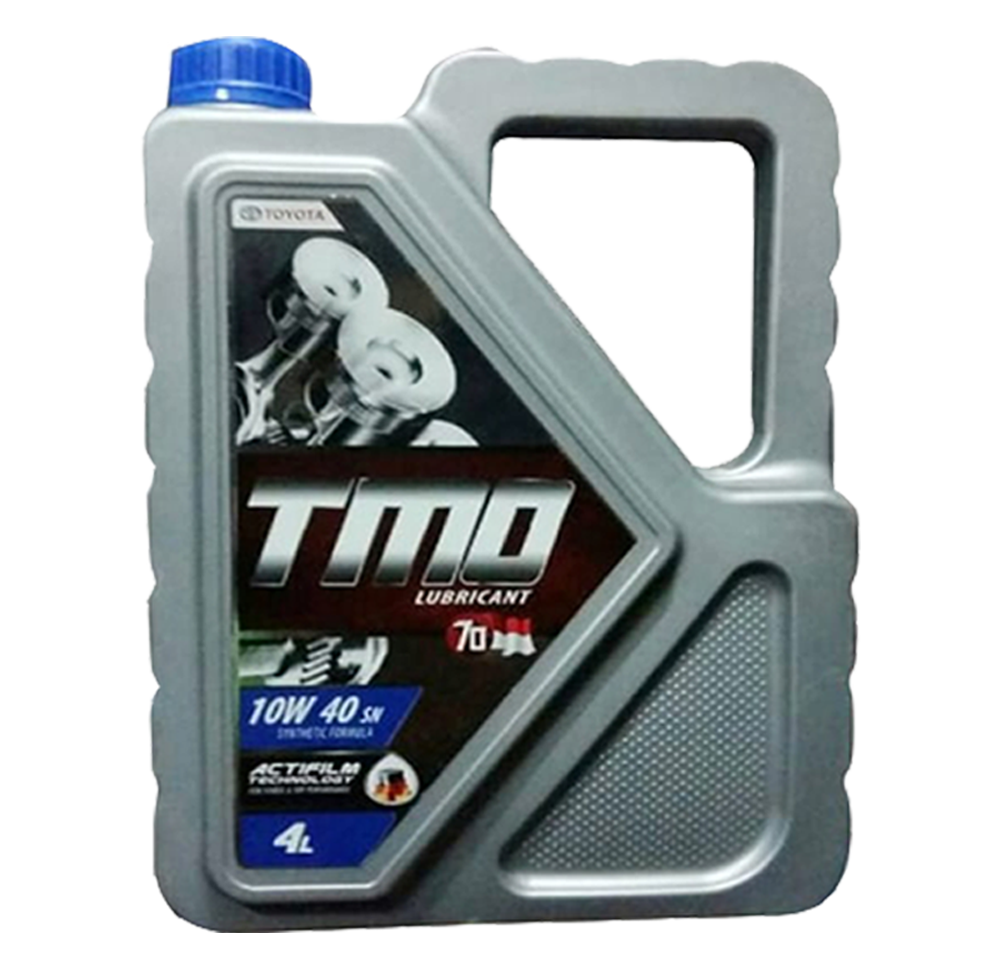 TOYOTA
TMO
LUBRICANT
70
10W 40 SN
SYNTHETIC FORMULA
ACTIFILM
TECHNOLOGY
4L